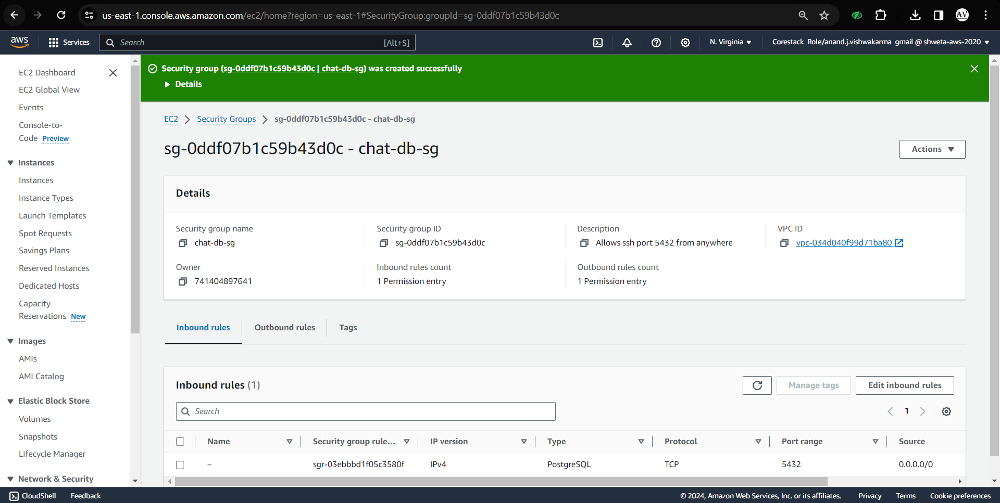 us-east-1.console.aws.amazon.com/ec2/home?region=us-east-1#SecurityGroup:groupId=sg-0ddf07b1c59b43d0c
AV
aws
Services
Search
[Alt+S]
N. Virginia
Corestack_Role/anand.j.vishwakarma_gmail @ shweta-aws-2020
EC2 Dashboard
EC2 Global View
Events
Console-to-
Code Preview
Instances
Instances
Instance Types
Launch Templates
Spot Requests
Savings Plans
Reserved Instances
Dedicated Hosts
Capacity
Reservations New
Images
AMIs
AMI Catalog
Elastic Block Store
Volumes
Snapshots
Lifecycle Manager
Network & Security
Security group (sg-0ddf07b1c59b43d0c | chat-db-sg) was created successfully
Details
EC2
Security Groups
sg-0ddf07b1c59b43d0c - chat-db-sg
sg-0ddf07b1c59b43d0c - chat-db-sg
Actions
Details
Security group name
chat-db-sg
Security group ID
sg-0ddf07b1c59b43d0c
Description
Allows ssh port 5432 from anywhere
VPC ID
vpc-034d040f99d71ba80
Owner
741404897641
Inbound rules count
1 Permission entry
Outbound rules count
1 Permission entry
Inbound rules
Outbound rules
Tags
Inbound rules (1)
Manage tags
Edit inbound rules
Search
1
Name
Security group rule...
IP version
Type
Protocol
Port range
Source
–
sgr-03ebbbd1f05c3580f
IPv4
PostgreSQL
TCP
5432
0.0.0.0/0
CloudShell
Feedback
© 2024, Amazon Web Services, Inc. or its affiliates.
Privacy
Terms
Cookie preferences